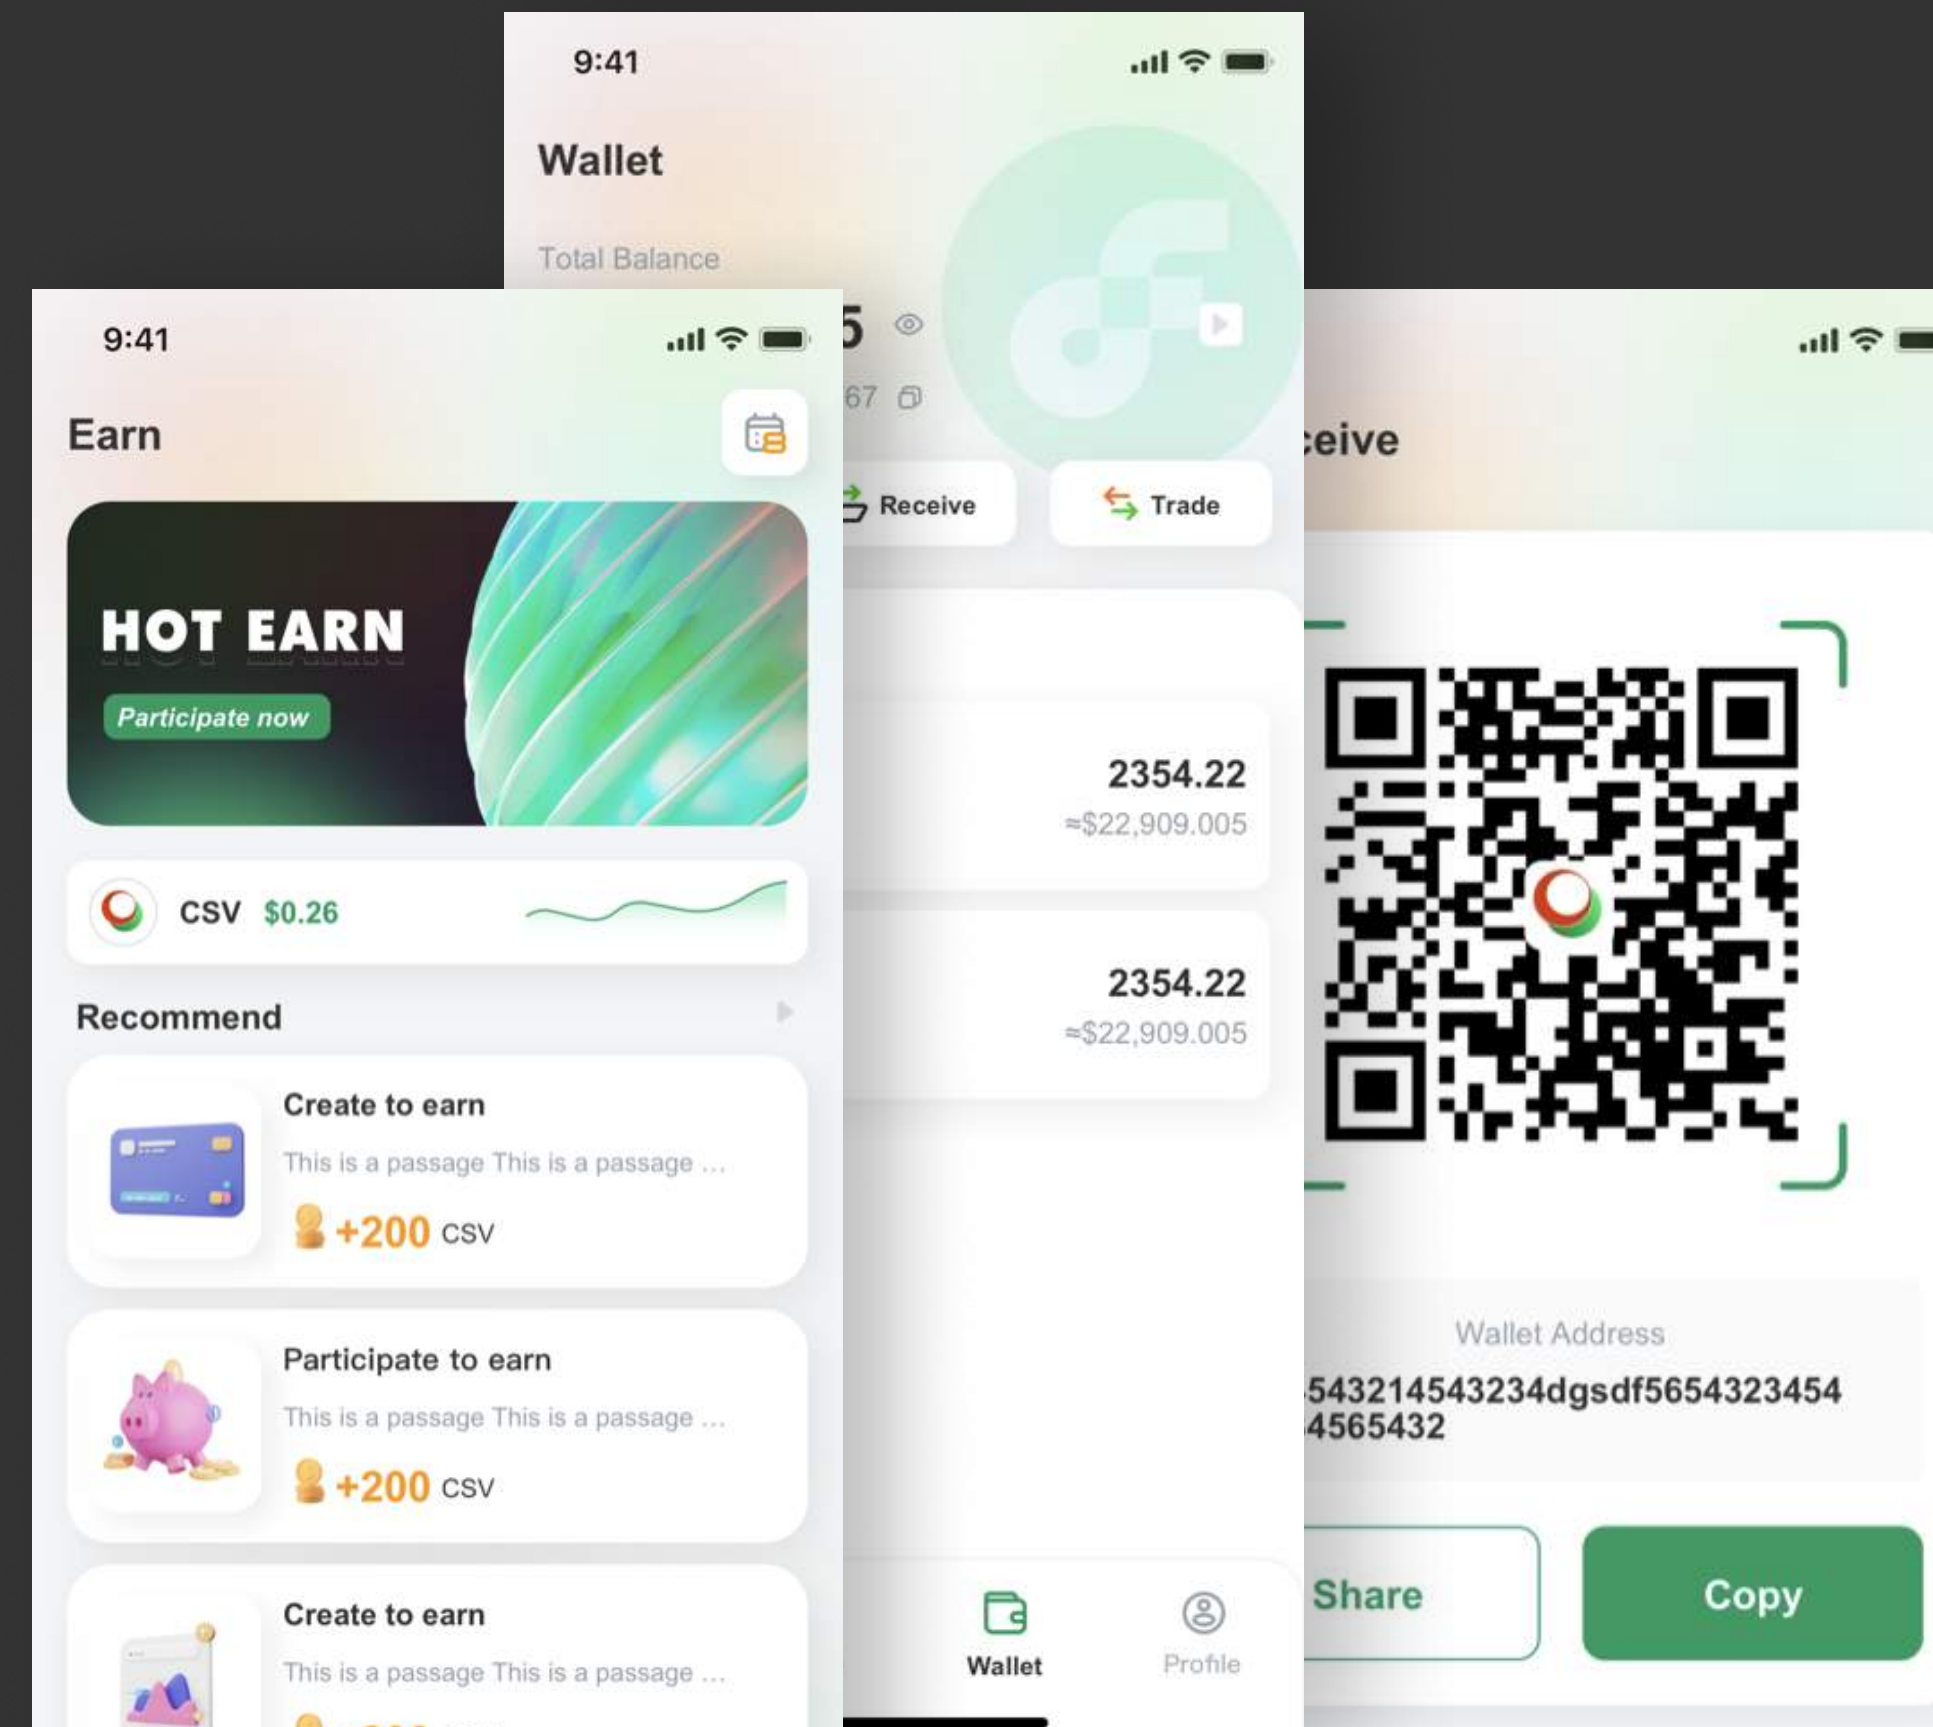 9:41
Wallet
Total Balance
5
67
Receive
Trade
2354.22
≈$22,909.005
2354.22
≈$22,909.005
Wallet
Profile
9:41
Earn
HOT EARN
Participate now
CSV $0.26
Recommend
Create to earn
This is a passage This is a passage ...
+200 CSV
Participate to earn
This is a passage This is a passage ...
+200 CSV
Create to earn
This is a passage This is a passage ...
ceive
Wallet Address
543214543234dgsdf5654323454
4565432
Share
Copy